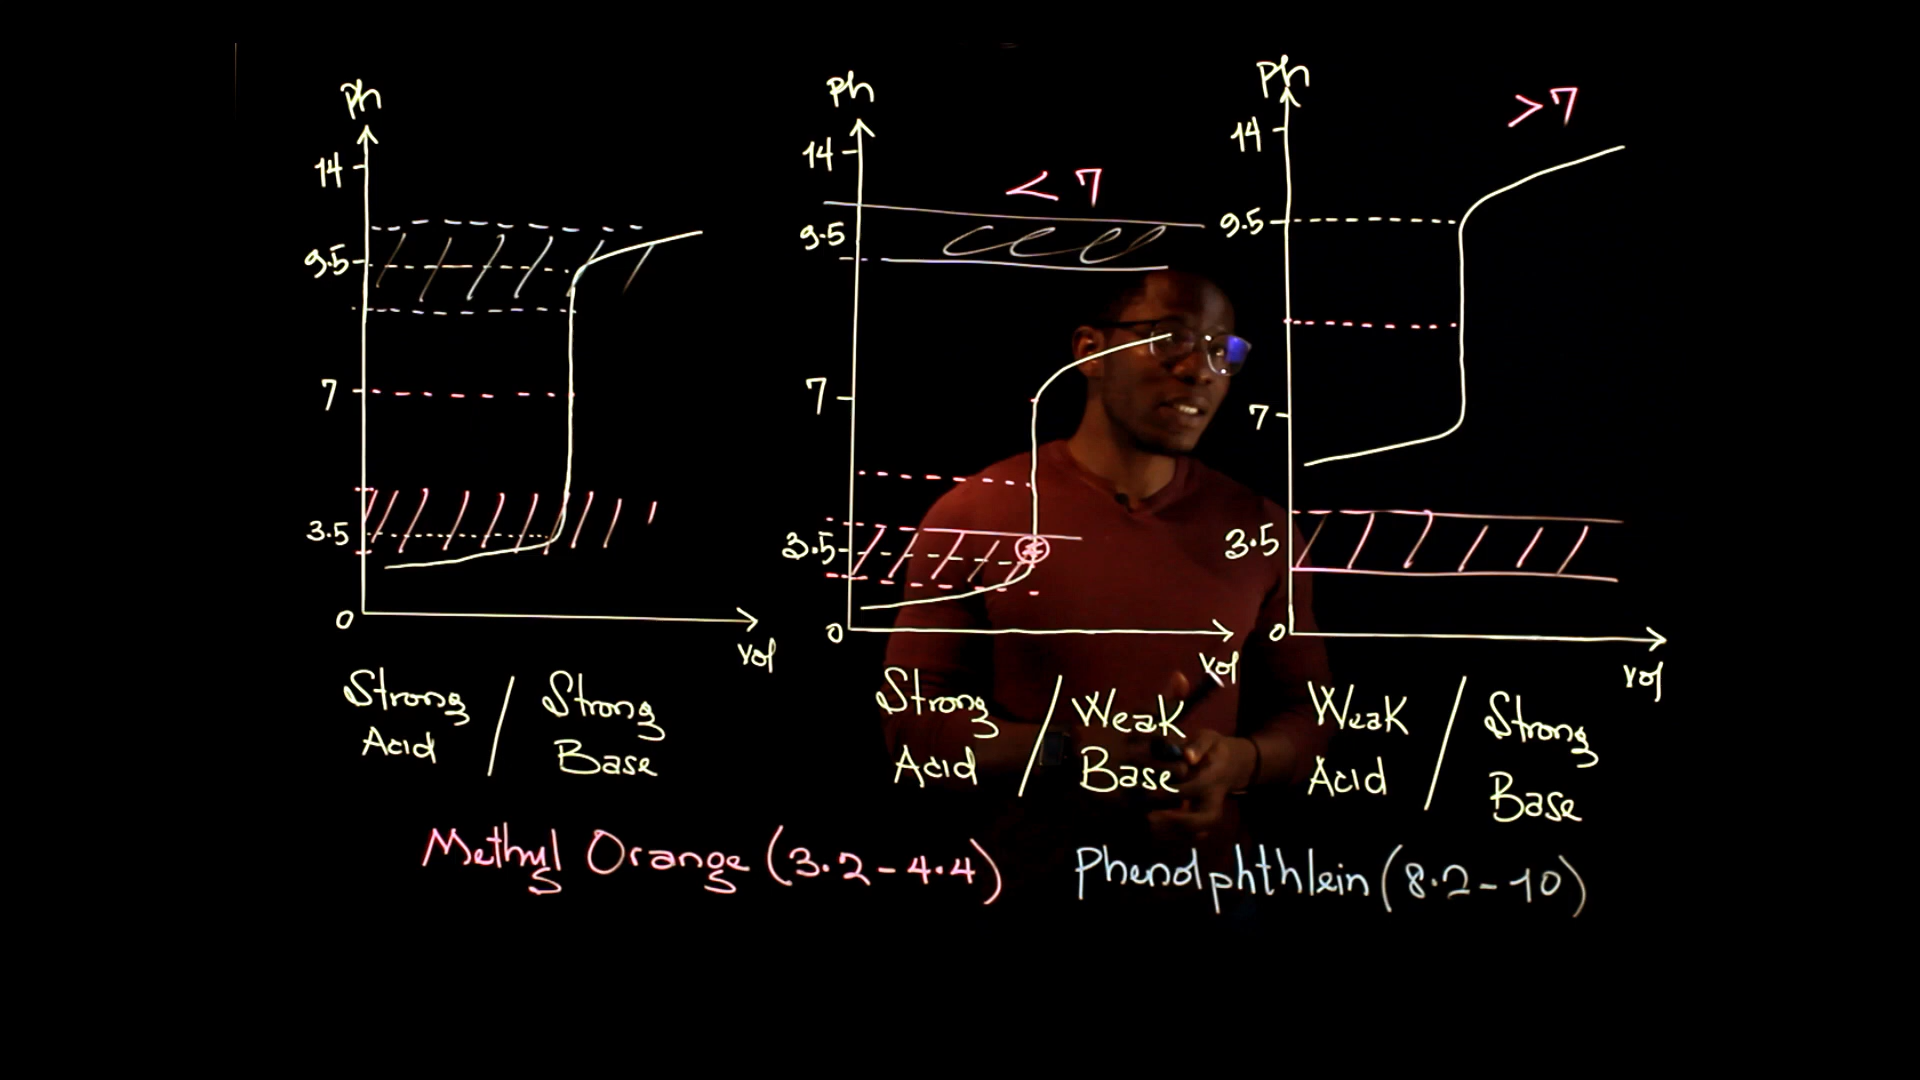 Ph
14
9.5
7
3.5
0
Vol
Strong Acid / Strong Base
Ph
14
< 7
9.5
7
3.5
0
Vol
Strong Acid / Weak Base
Ph
> 7
14
9.5
7
3.5
0
Vol
Weak Acid / Strong Base
Methyl Orange (3.2-4.4)
Phenolphthlein (8.2-10)